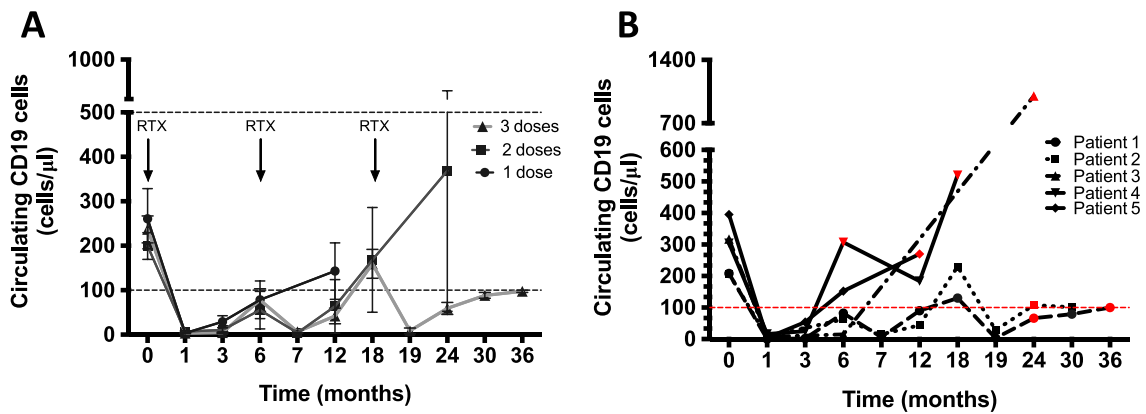 A
Circulating CD19 cells
(cells/µl)
1000
500
400
300
200
100
0
RTX
RTX
RTX
3 doses
2 doses
1 dose
0 1 3 6 7 12 18 19 24 30 36
Time (months)
B
Circulating CD19 cells
(cells/µl)
1400
700
600
500
400
300
200
100
0
Patient 1
Patient 2
Patient 3
Patient 4
Patient 5
0 1 3 6 7 12 18 19 24 30 36
Time (months)